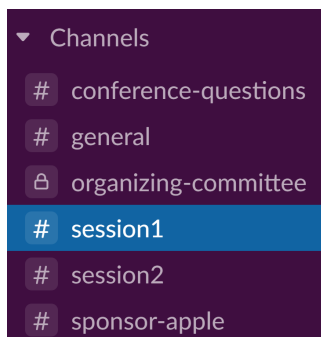 Channels
# conference-questions
# general
organizing-committee
# session1
# session2
# sponsor-apple